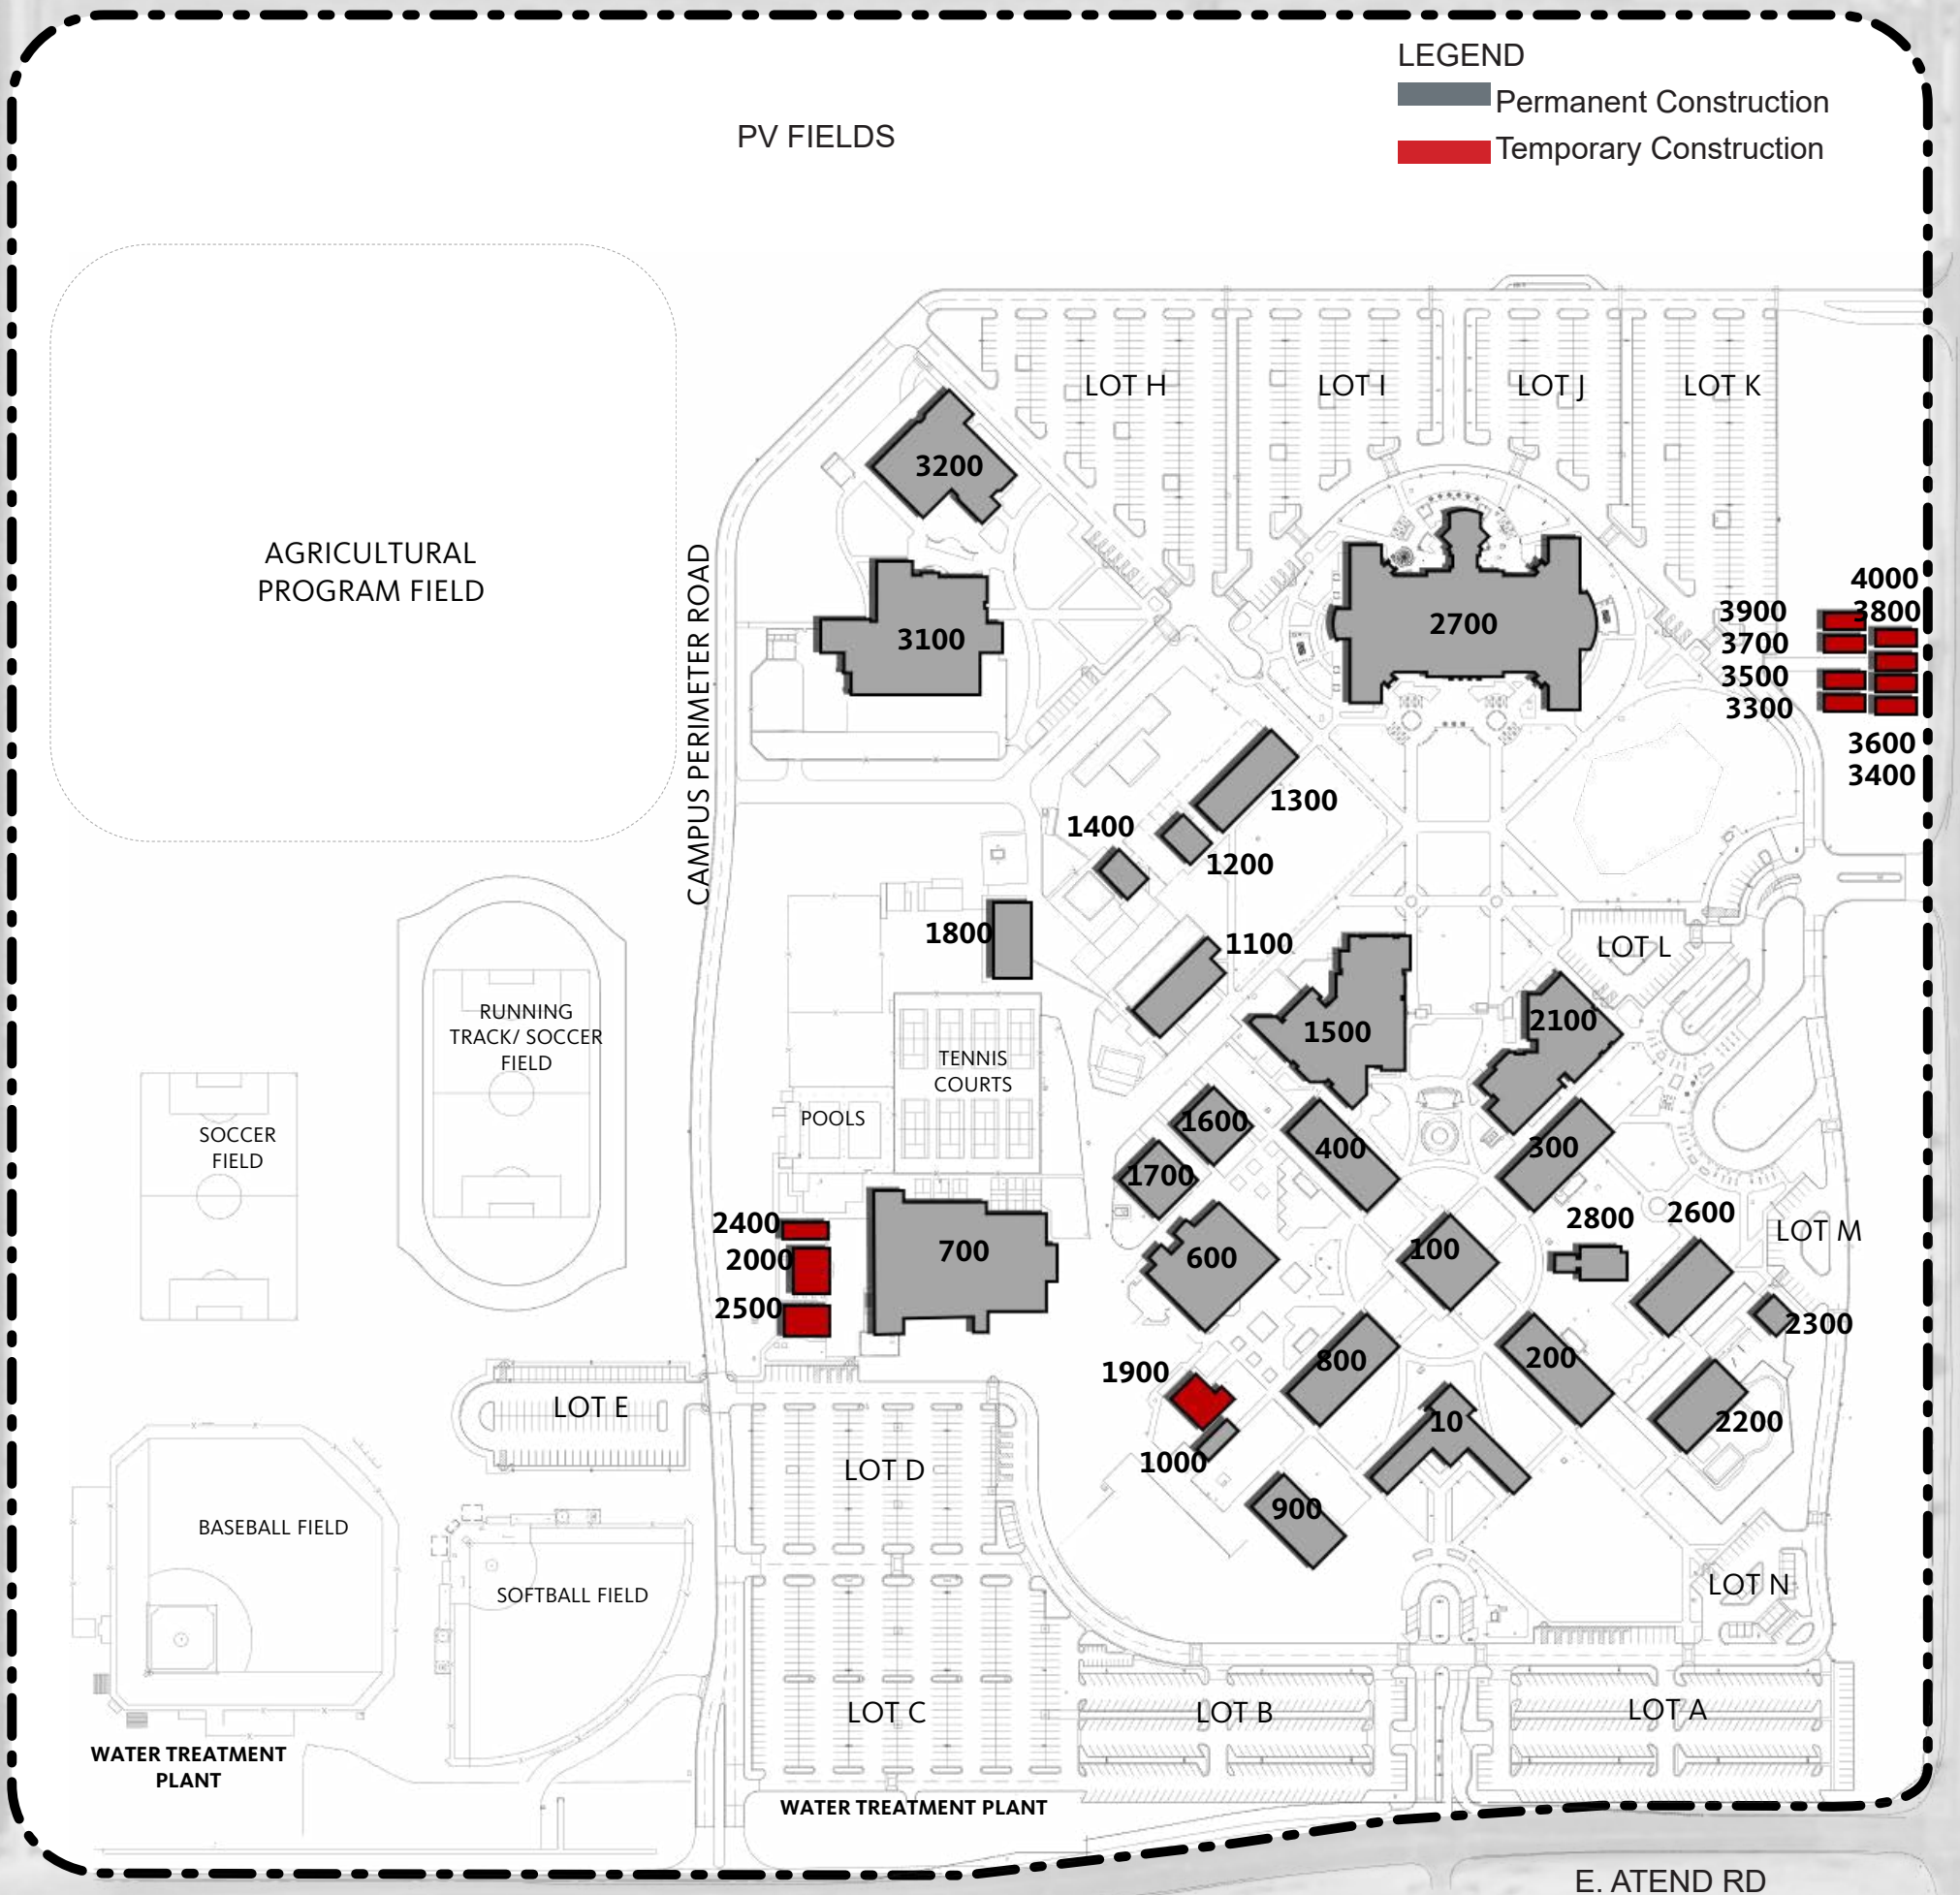 LEGEND
Permanent Construction
Temporary Construction
PV FIELDS
LOT H
LOT I
LOT J
LOT K
3200
AGRICULTURAL
PROGRAM FIELD
CAMPUS PERIMETER ROAD
3100
2700
4000
3900
3800
3700
3500
3300
3600
3400
1300
1400
1200
1800
1100
LOT L
1500
2100
RUNNING
TRACK/ SOCCER
FIELD
TENNIS
COURTS
POOLS
SOCCER
FIELD
1600
400
300
1700
2400
2000
2500
700
600
100
2800
2600
LOT M
2300
1900
800
200
2200
10
1000
900
LOT E
LOT D
BASEBALL FIELD
SOFTBALL FIELD
LOT N
LOT C
LOT B
LOT A
WATER TREATMENT
PLANT
WATER TREATMENT PLANT
E. ATEND RD